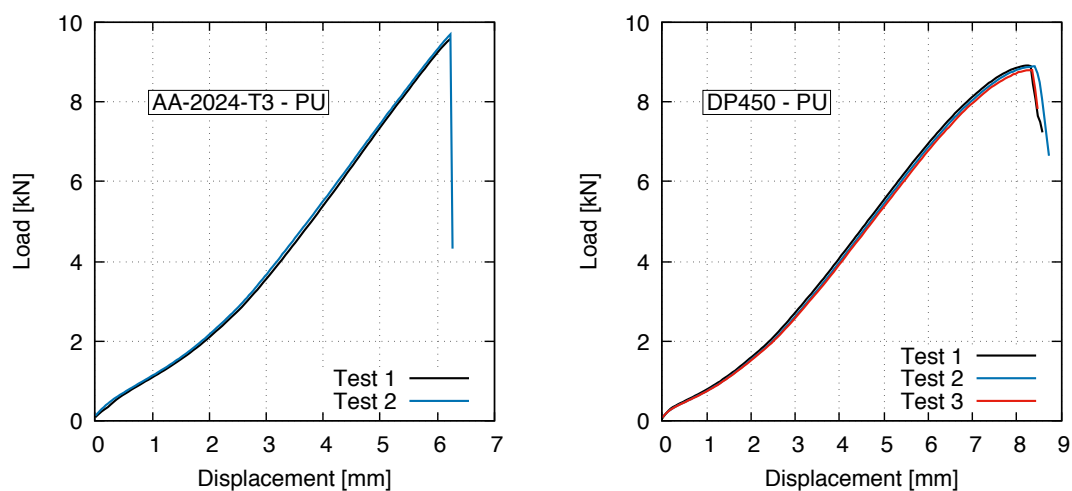 10
8
6
4
2
0
Load [kN]
AA-2024-T3 - PU
Test 1
Test 2
0 1 2 3 4 5 6 7
Displacement [mm]
10
8
6
4
2
0
Load [kN]
DP450 - PU
Test 1
Test 2
Test 3
0 1 2 3 4 5 6 7 8 9
Displacement [mm]